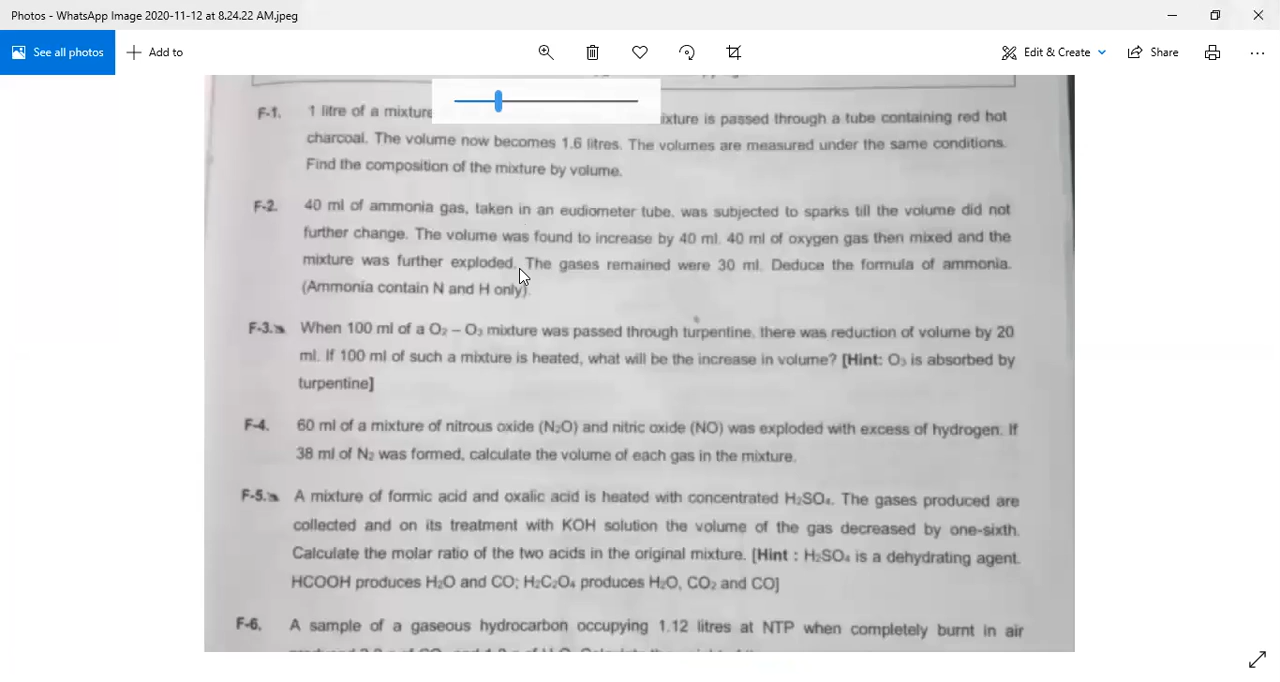 Photos - WhatsApp Image 2020-11-12 at 8.24.22 AM.jpeg
See all photos
Add to
Edit & Create
Share
F-1. 1 litre of a mixture ixture is passed through a tube containing red hot
charcoal. The volume now becomes 1.6 litres. The volumes are measured under the same conditions.
Find the composition of the mixture by volume.
F-2. 40 ml of ammonia gas, taken in an eudiometer tube, was subjected to sparks till the volume did not
further change. The volume was found to increase by 40 ml. 40 ml of oxygen gas then mixed and the
mixture was further exploded. The gases remained were 30 ml. Deduce the formula of ammonia.
(Ammonia contain N and H only).
F-3. When 100 ml of a O₂ – O₃ mixture was passed through turpentine, there was reduction of volume by 20
ml. If 100 ml of such a mixture is heated, what will be the increase in volume? [Hint: O₃ is absorbed by
turpentine]
F-4. 60 ml of a mixture of nitrous oxide (N₂O) and nitric oxide (NO) was exploded with excess of hydrogen. If
38 ml of N₂ was formed, calculate the volume of each gas in the mixture.
F-5. A mixture of formic acid and oxalic acid is heated with concentrated H₂SO₄. The gases produced are
collected and on its treatment with KOH solution the volume of the gas decreased by one-sixth.
Calculate the molar ratio of the two acids in the original mixture. [Hint : H₂SO₄ is a dehydrating agent.
HCOOH produces H₂O and CO; H₂C₂O₄ produces H₂O, CO₂ and CO]
F-6. A sample of a gaseous hydrocarbon occupying 1.12 litres at NTP when completely burnt in air